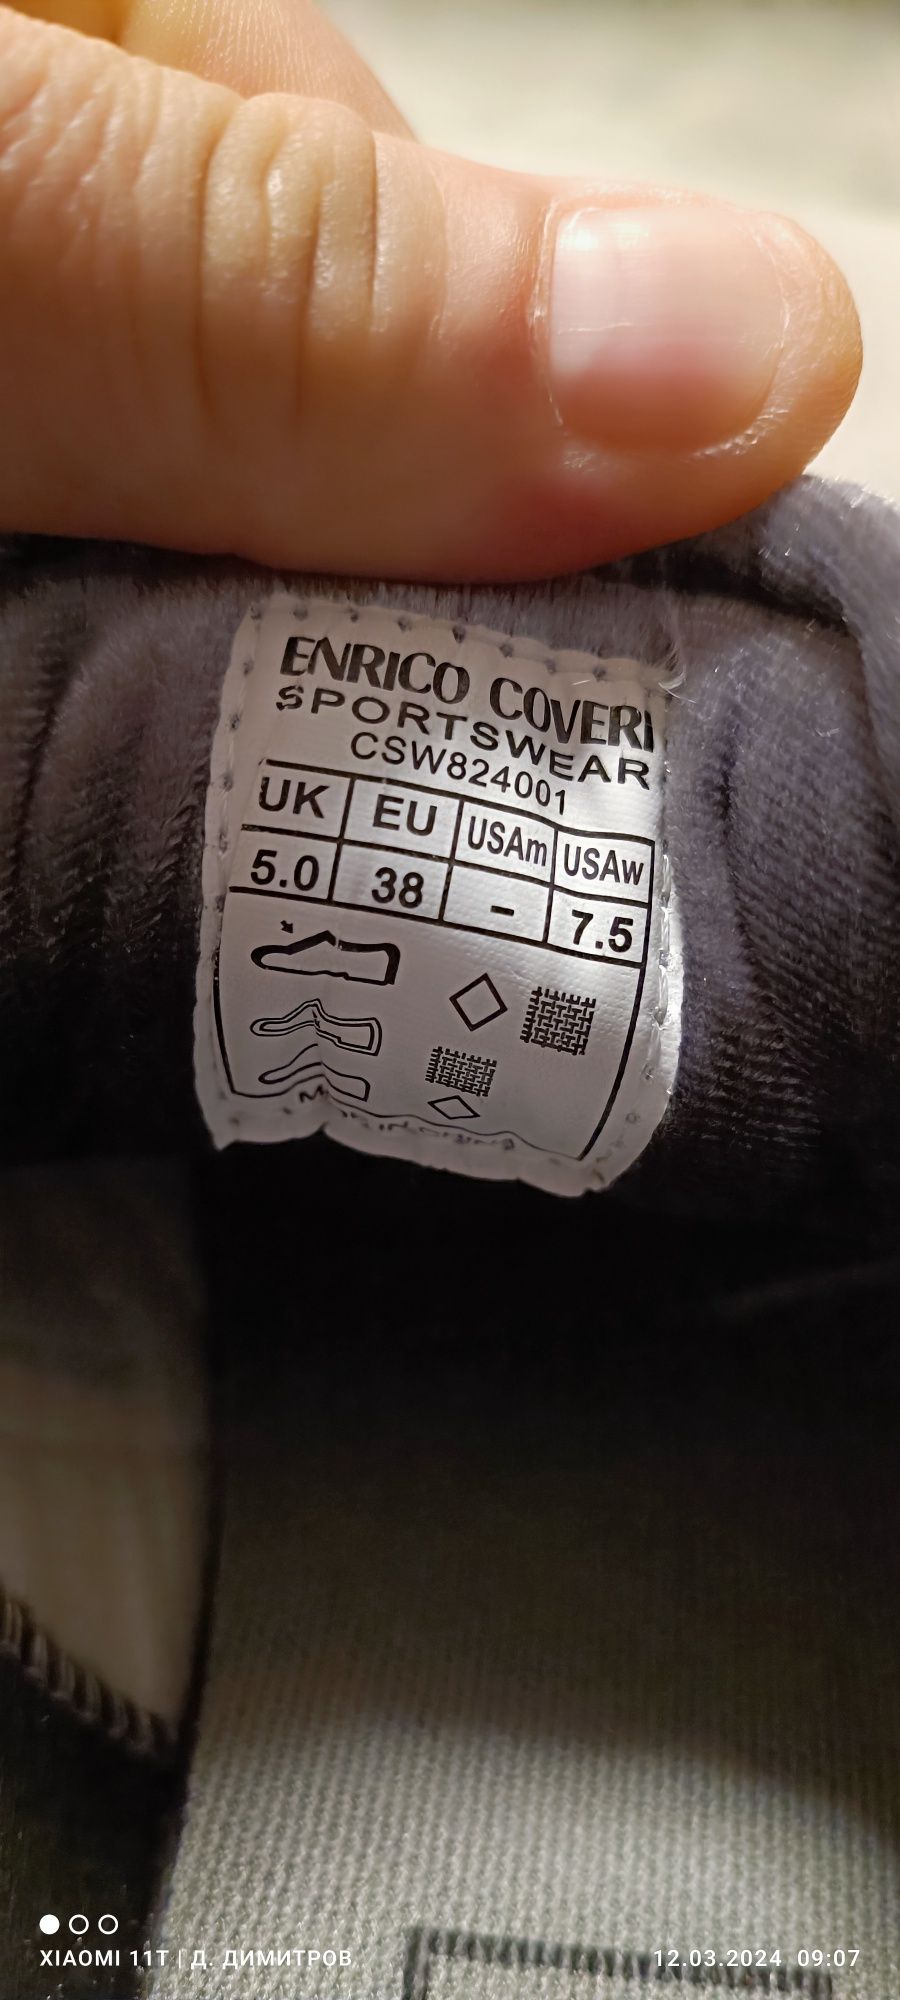 ENRICO COVERI
SPORTSWEAR
CSW824001
UK EU USAm USAw
5.0 38 - 7.5
XIAOMI 11T | Д. ДИМИТРОВ
12.03.2024 09:07